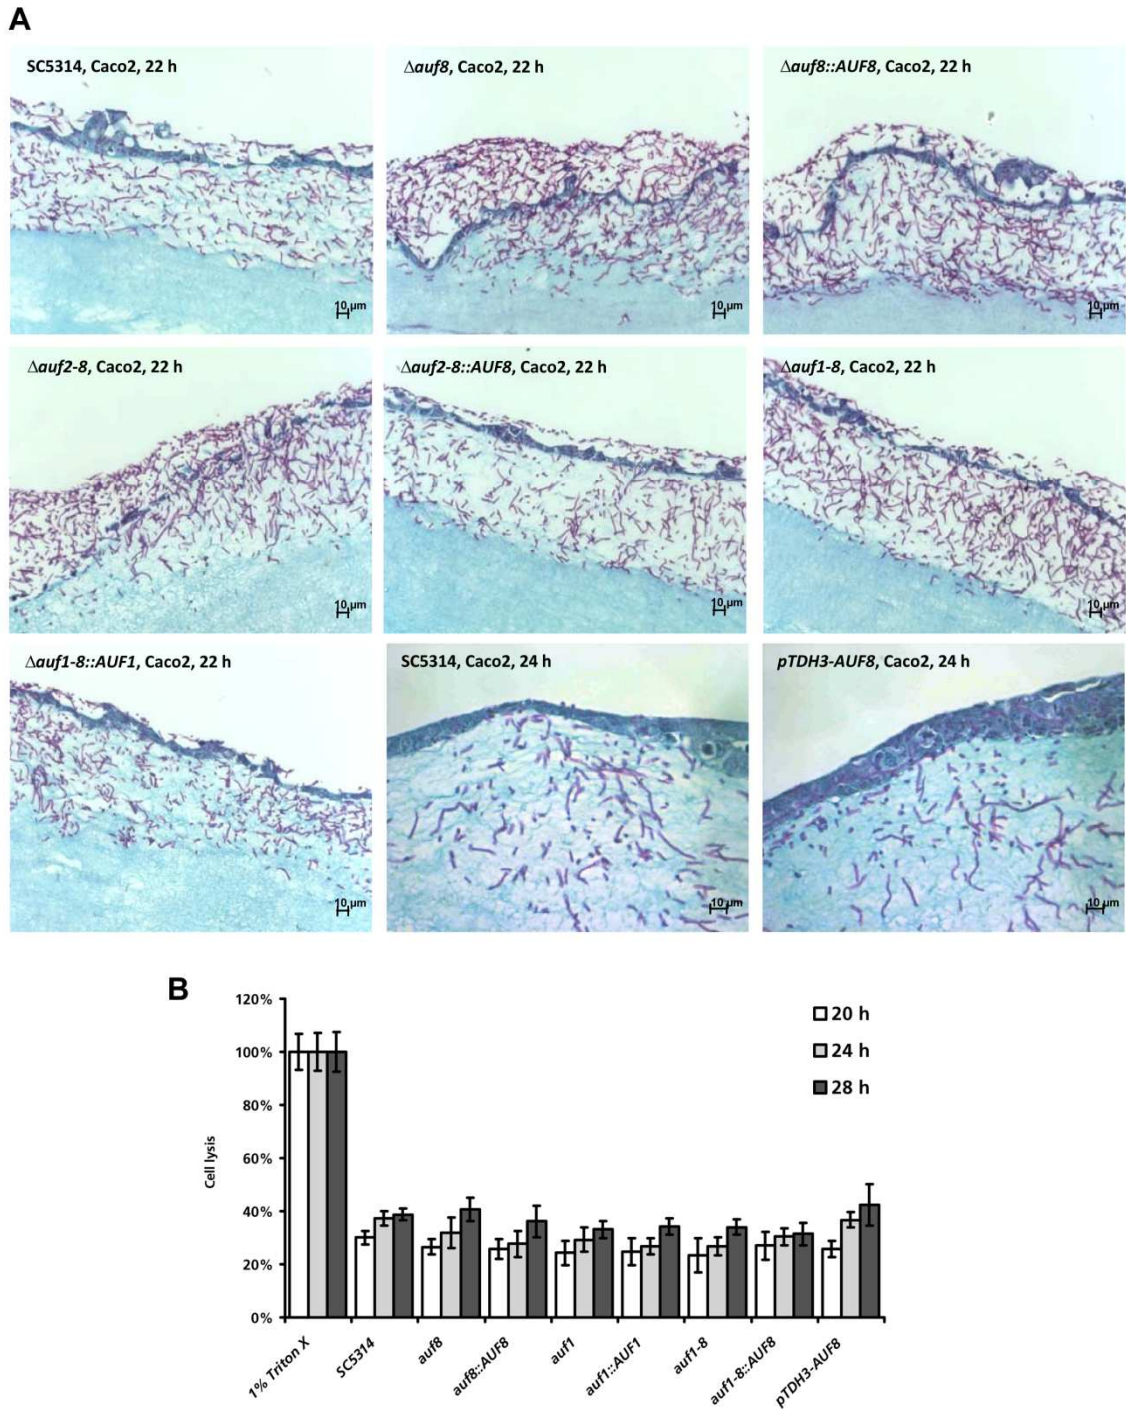 A
SC5314, Caco2, 22 h
Δauf8, Caco2, 22 h
Δauf8::AUF8, Caco2, 22 h
10 µm
10 µm
10 µm
Δauf2-8, Caco2, 22 h
Δauf2-8::AUF8, Caco2, 22 h
Δauf1-8, Caco2, 22 h
10 µm
10 µm
10 µm
Δauf1-8::AUF1, Caco2, 22 h
SC5314, Caco2, 24 h
pTDH3-AUF8, Caco2, 24 h
10 µm
10 µm
10 µm
B
120%
100%
80%
60%
40%
20%
0%
Cell lysis
20 h
24 h
28 h
1% Triton X
SC5314
auf8
auf8::AUF8
auf1
auf1::AUF1
auf1-8
auf1-8::AUF8
pTDH3-AUF8